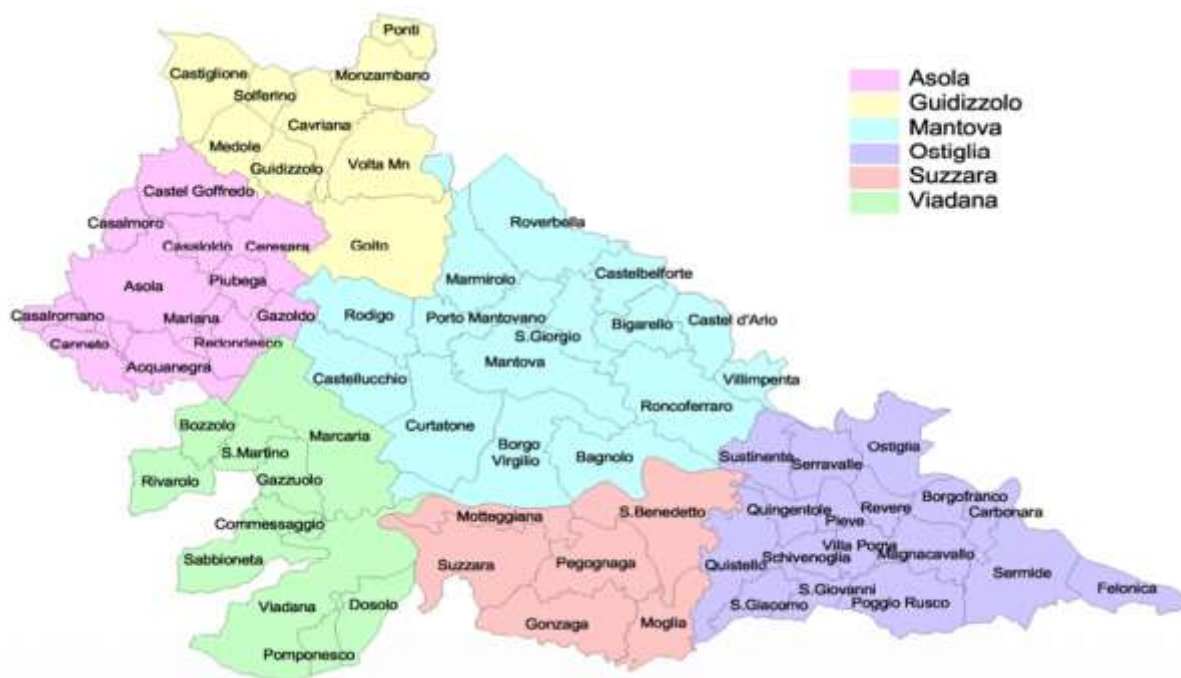 Ponti
Castiglione
Monzambano
Solferino
Cavriana
Medole
Guidizzolo
Volta Mn
Castel Goffredo
Casalmoro
Casaloldo
Ceresara
Goito
Roverbella
Asola
Piubega
Marmirolo
Castelbelforte
Casalromano
Mariana
Gazoldo
Rodigo
Porto Mantovano
S.Giorgio
Bigarello
Castel d'Ario
Canneto
Redondesco
Acquanegra
Mantova
Castellucchio
Villimpenta
Roncoferraro
Bozzolo
Marcaria
Curtatone
Borgo
Virgilio
Bagnolo
S.Martino
Rivarolo
Gazzuolo
Sustinente
Serravalle
Ostiglia
Commessaggio
Motteggiana
S.Benedetto
Quingentole
Pieve
Revere
Borgofranco
Carbonara
Sabbioneta
Suzzara
Pegognaga
Quistello
Schivenoglia
Villa Poma
Magnacavallo
Sermide
Felonica
Viadana
Dosolo
S.Giacomo
S.Giovanni
Poggio Rusco
Gonzaga
Moglia
Pomponesco
Asola
Guidizzolo
Mantova
Ostiglia
Suzzara
Viadana